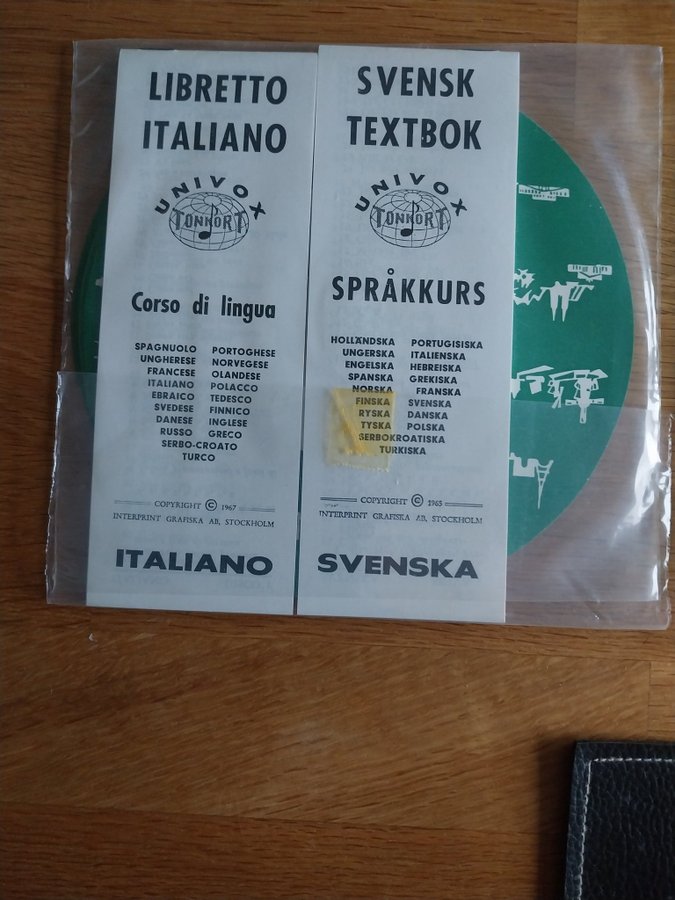 LIBRETTO
ITALIANO
UNIVOX
TONKORT
Corso di lingua
SPAGNUOLO PORTOGHESE
UNGHERESE NORVEGESE
FRANCESE OLANDESE
ITALIANO POLACCO
EBRAICO TEDESCO
SVEDESE FINNICO
DANESE INGLESE
RUSSO GRECO
SERBO-CROATO
TURCO
COPYRIGHT © 1967
INTERPRINT GRAFISKA AB, STOCKHOLM
ITALIANO
SVENSK
TEXTBOK
UNIVOX
TONKORT
SPRÅKKURS
HOLLÄNDSKA PORTUGISISKA
UNGERSKA ITALIENSKA
ENGELSKA HEBREISKA
SPANSKA GREKISKA
NORSKA FRANSKA
FINSKA SVENSKA
RYSKA DANSKA
TYSKA POLSKA
SERBOKROATISKA
TURKISKA
COPYRIGHT © 1965
INTERPRINT GRAFISKA AB, STOCKHOLM
SVENSKA